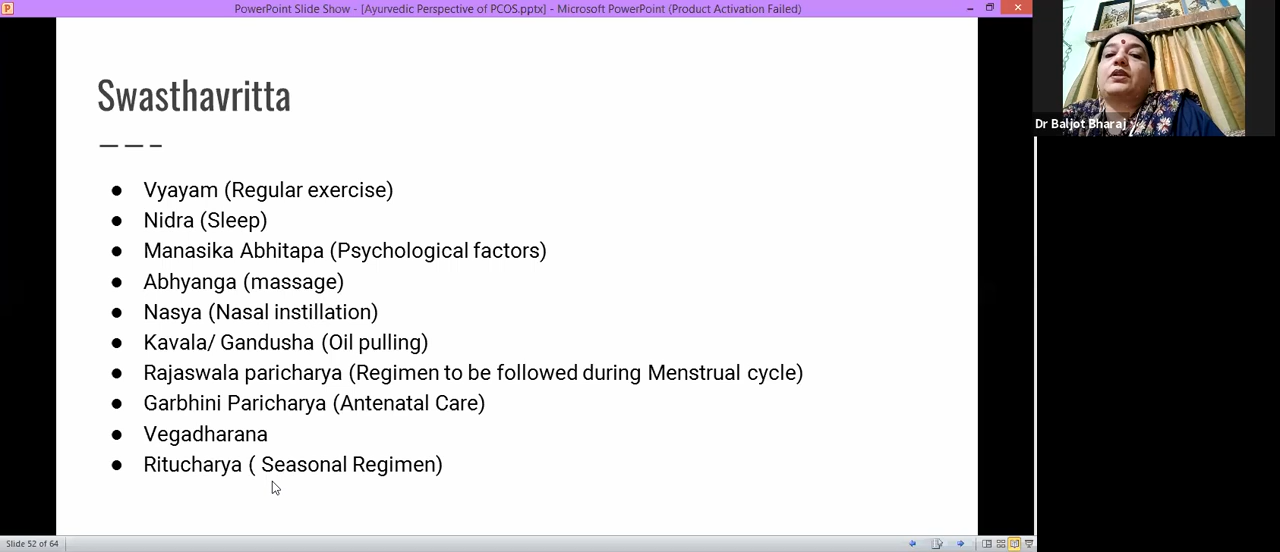 PowerPoint Slide Show - [Ayurvedic Perspective of PCOS.pptx] - Microsoft PowerPoint (Product Activation Failed)
Swasthavritta
● Vyayam (Regular exercise)
● Nidra (Sleep)
● Manasika Abhitapa (Psychological factors)
● Abhyanga (massage)
● Nasya (Nasal instillation)
● Kavala/ Gandusha (Oil pulling)
● Rajaswala paricharya (Regimen to be followed during Menstrual cycle)
● Garbhini Paricharya (Antenatal Care)
● Vegadharana
● Ritucharya ( Seasonal Regimen)
Dr Baljot Bharaj
Slide 52 of 64